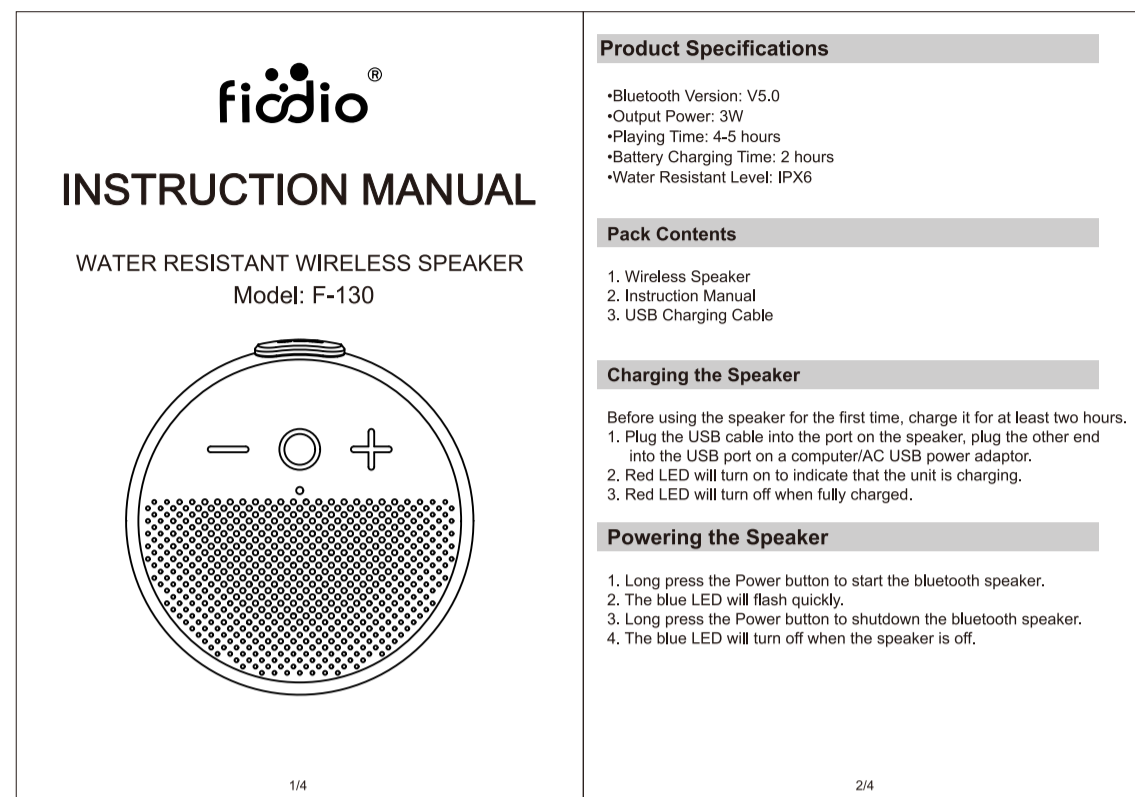 fiodio®
INSTRUCTION MANUAL
WATER RESISTANT WIRELESS SPEAKER
Model: F-130
1/4
Product Specifications
•Bluetooth Version: V5.0
•Output Power: 3W
•Playing Time: 4-5 hours
•Battery Charging Time: 2 hours
•Water Resistant Level: IPX6
Pack Contents
1. Wireless Speaker
2. Instruction Manual
3. USB Charging Cable
Charging the Speaker
Before using the speaker for the first time, charge it for at least two hours.
1. Plug the USB cable into the port on the speaker, plug the other end
into the USB port on a computer/AC USB power adaptor.
2. Red LED will turn on to indicate that the unit is charging.
3. Red LED will turn off when fully charged.
Powering the Speaker
1. Long press the Power button to start the bluetooth speaker.
2. The blue LED will flash quickly.
3. Long press the Power button to shutdown the bluetooth speaker.
4. The blue LED will turn off when the speaker is off.
2/4